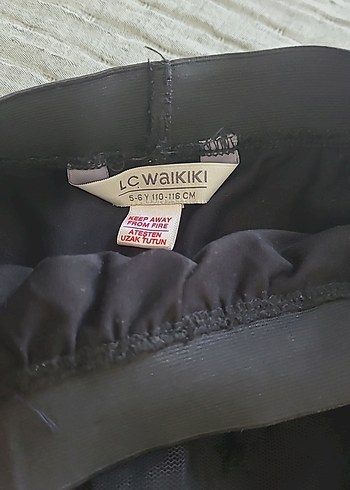 LC WAIKIKI
5-6 Y 110-116 CM
KEEP AWAY
FROM FIRE
ATEŞTEN
UZAK TUTUN